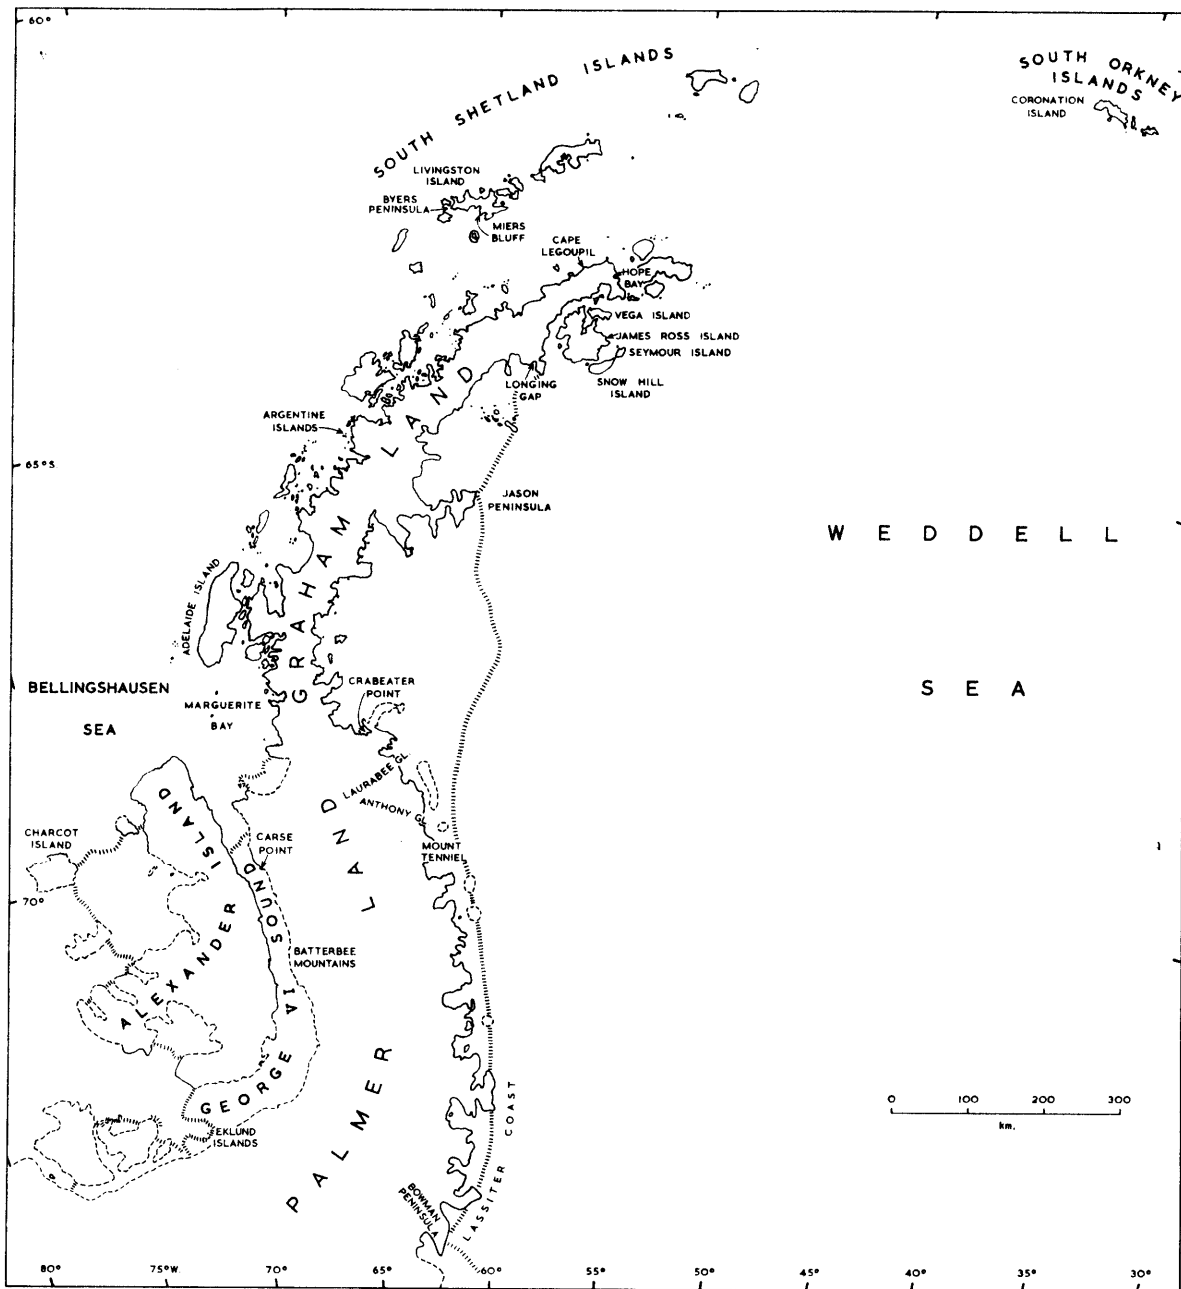 60°
SOUTH SHETLAND ISLANDS
SOUTH ORKNEY
ISLANDS
CORONATION
ISLAND
LIVINGSTON
ISLAND
BYERS
PENINSULA
MIERS
BLUFF
CAPE
LEGOUPIL
HOPE
BAY
VEGA ISLAND
JAMES ROSS ISLAND
SEYMOUR ISLAND
SNOW HILL
ISLAND
LONGING
GAP
ARGENTINE
ISLANDS
GRAHAM LAND
65°S
JASON
PENINSULA
WEDDELL
SEA
ADELAIDE ISLAND
BELLINGSHAUSEN
SEA
MARGUERITE
BAY
CRABEATER
POINT
LAURABEE GL.
ANTHONY GL.
MOUNT
TENNIEL
CHARCOT
ISLAND
CARSE
POINT
70°
ALEXANDER ISLAND
GEORGE VI SOUND
BATTERBEE
MOUNTAINS
PALMER LAND
EKLUND
ISLANDS
LASSITER COAST
BOWMAN
PENINSULA
0 100 200 300
km.
80° 75°W 70° 65° 60° 55° 50° 45° 40° 35° 30°